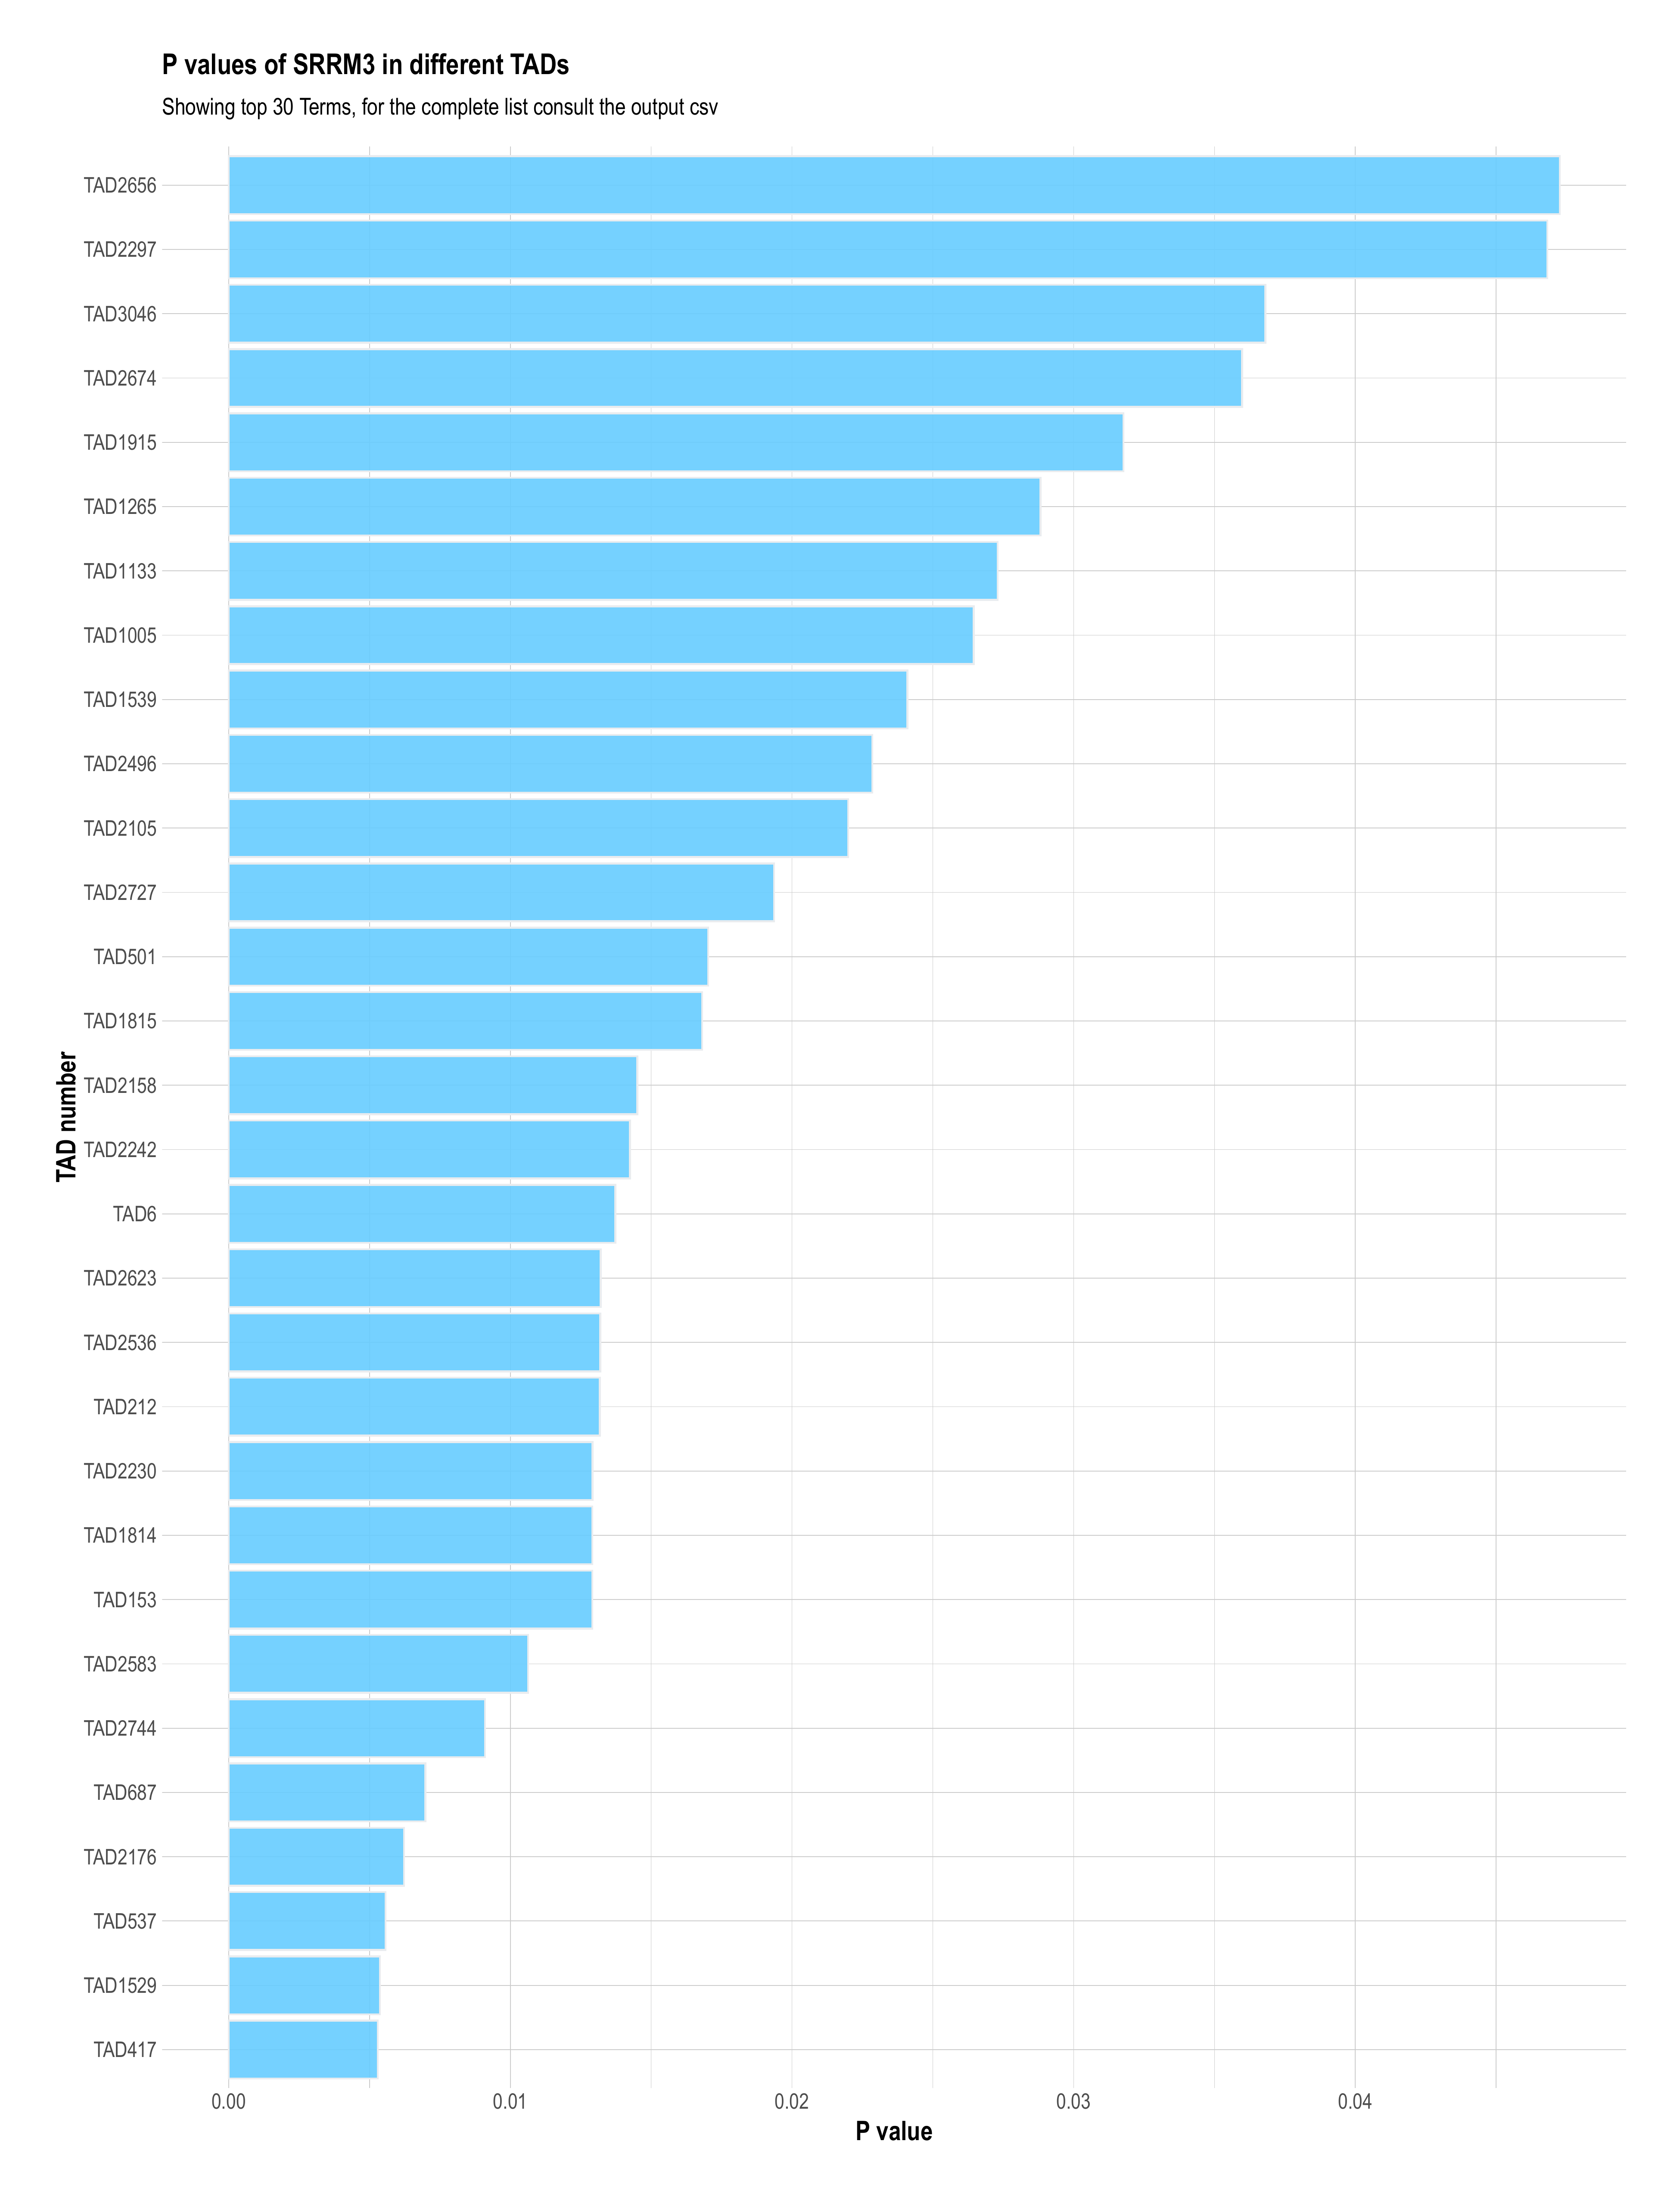 P values of SRRM3 in different TADs
Showing top 30 Terms, for the complete list consult the output csv
TAD number
TAD2656
TAD2297
TAD3046
TAD2674
TAD1915
TAD1265
TAD1133
TAD1005
TAD1539
TAD2496
TAD2105
TAD2727
TAD501
TAD1815
TAD2158
TAD2242
TAD6
TAD2623
TAD2536
TAD212
TAD2230
TAD1814
TAD153
TAD2583
TAD2744
TAD687
TAD2176
TAD537
TAD1529
TAD417
0.00 0.01 0.02 0.03 0.04
P value